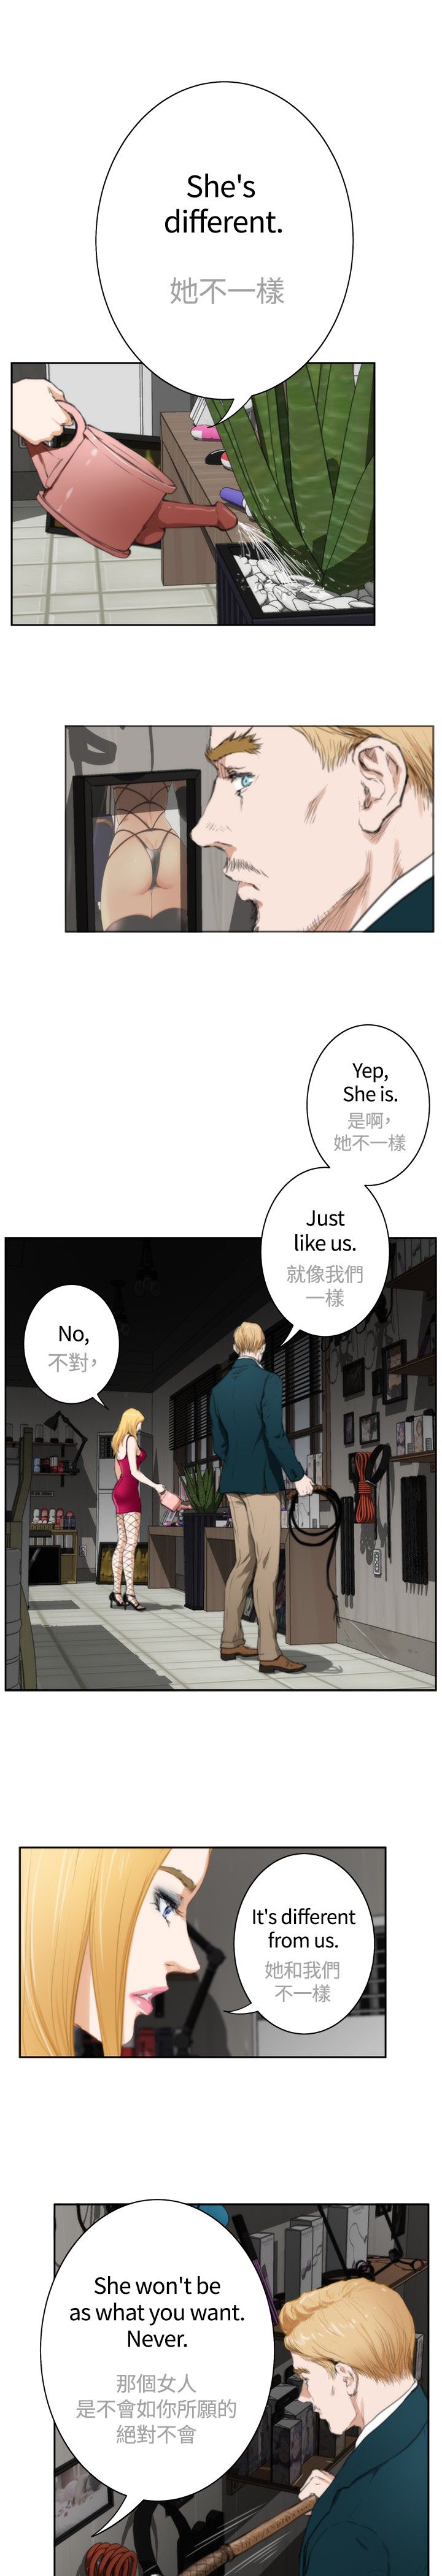 She's
different.
她不一樣
Yep,
She is.
是啊，
她不一樣
Just
like us.
就像我們
一樣
No,
不對，
It's different
from us.
她和我們
不一樣
She won't be
as what you want.
Never.
那個女人
是不會如你所願的
絕對不會